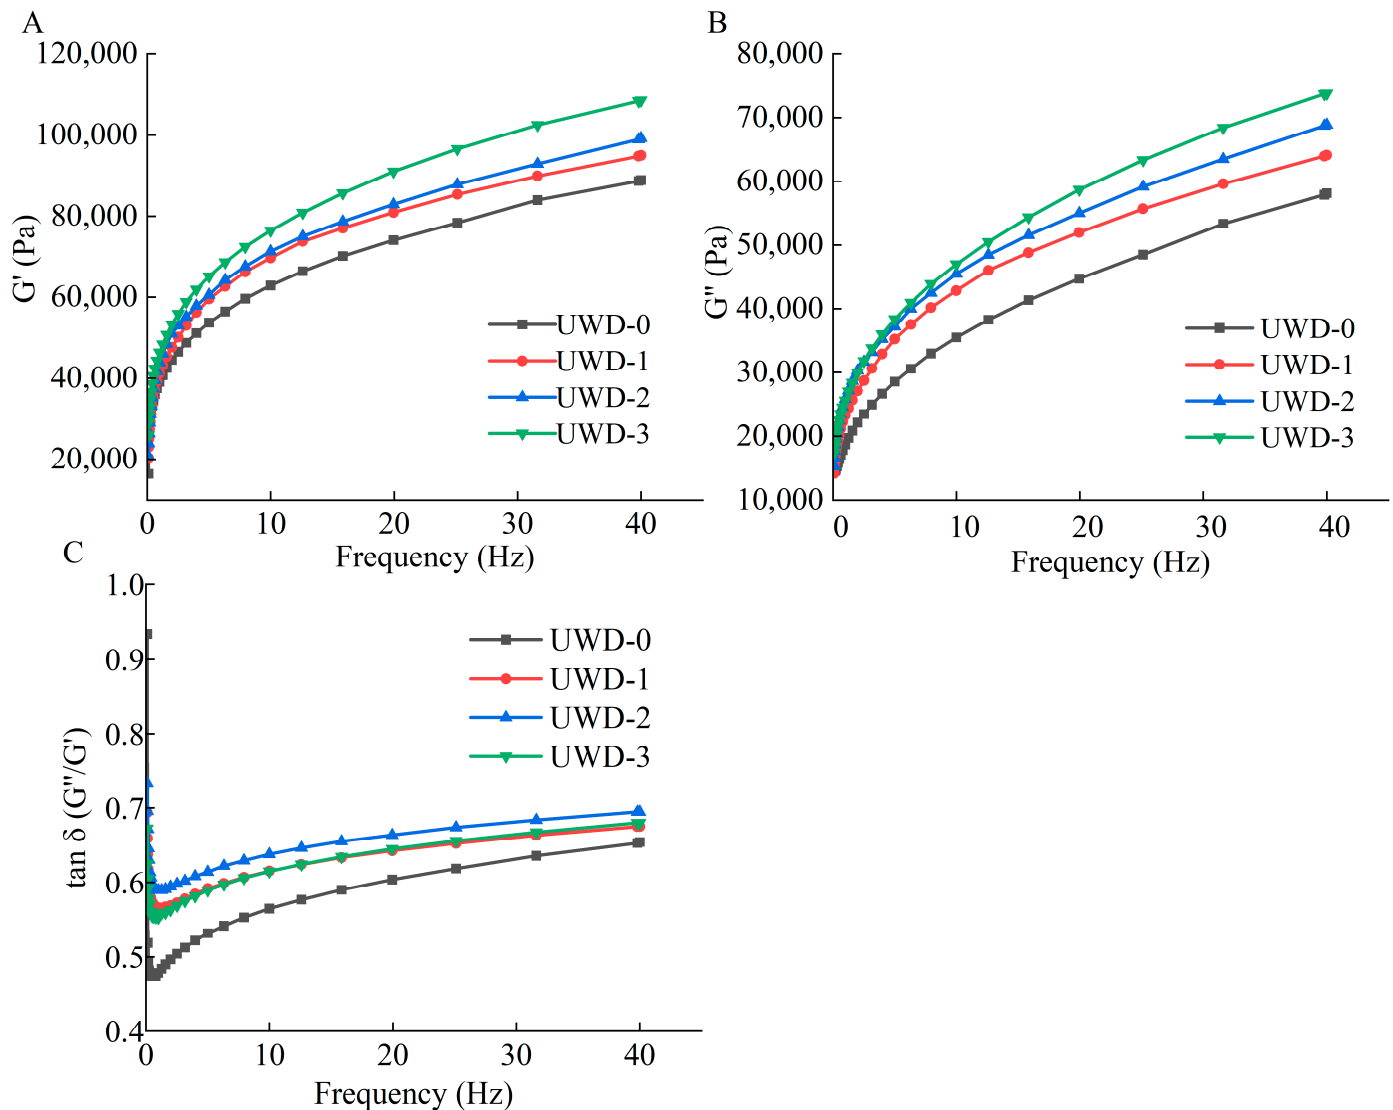 A
120,000
100,000
80,000
60,000
40,000
20,000
G' (Pa)
UWD-0
UWD-1
UWD-2
UWD-3
0
10
20
30
40
Frequency (Hz)
B
80,000
70,000
60,000
50,000
40,000
30,000
20,000
10,000
G'' (Pa)
UWD-0
UWD-1
UWD-2
UWD-3
0
10
20
30
40
Frequency (Hz)
C
1.0
0.9
0.8
0.7
0.6
0.5
0.4
tan δ (G''/G')
UWD-0
UWD-1
UWD-2
UWD-3
0
10
20
30
40
Frequency (Hz)